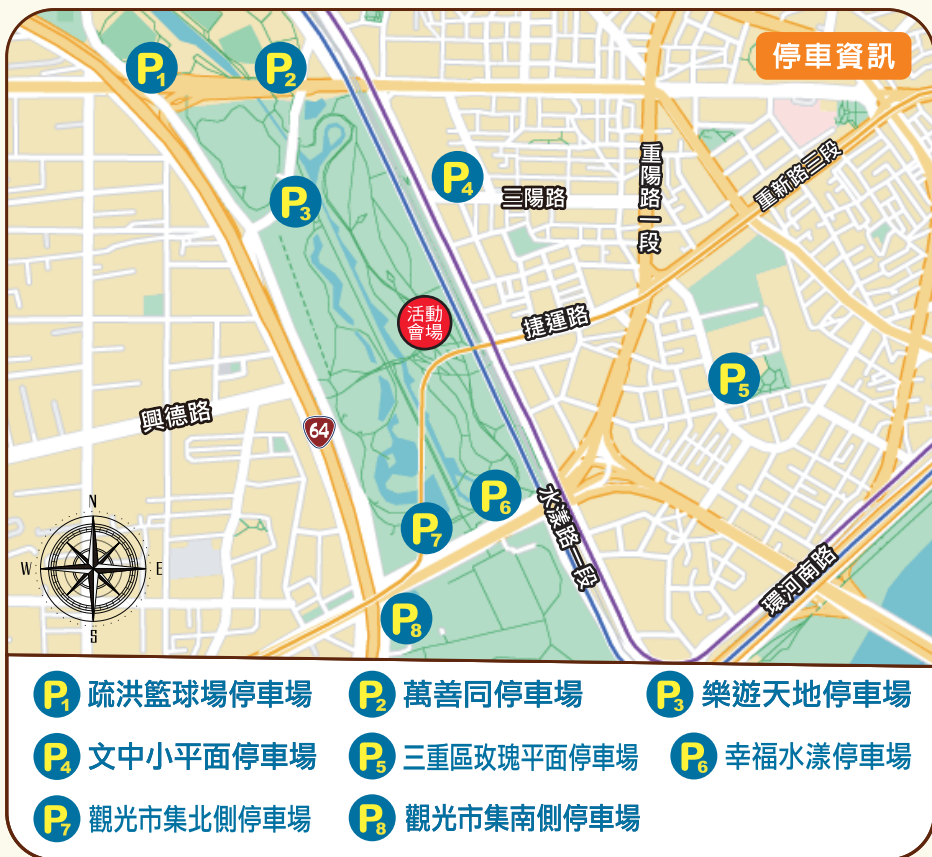 停車資訊
P1
P2
P3
P4
三陽路
重陽路一段
重新路三段
活動
會場
捷運路
P5
興德路
64
P6
P7
水漾路一段
環河南路
P8
N
W
E
S
P1 疏洪籃球場停車場
P2 萬善同停車場
P3 樂遊天地停車場
P4 文中小平面停車場
P5 三重區玫瑰平面停車場
P6 幸福水漾停車場
P7 觀光市集北側停車場
P8 觀光市集南側停車場